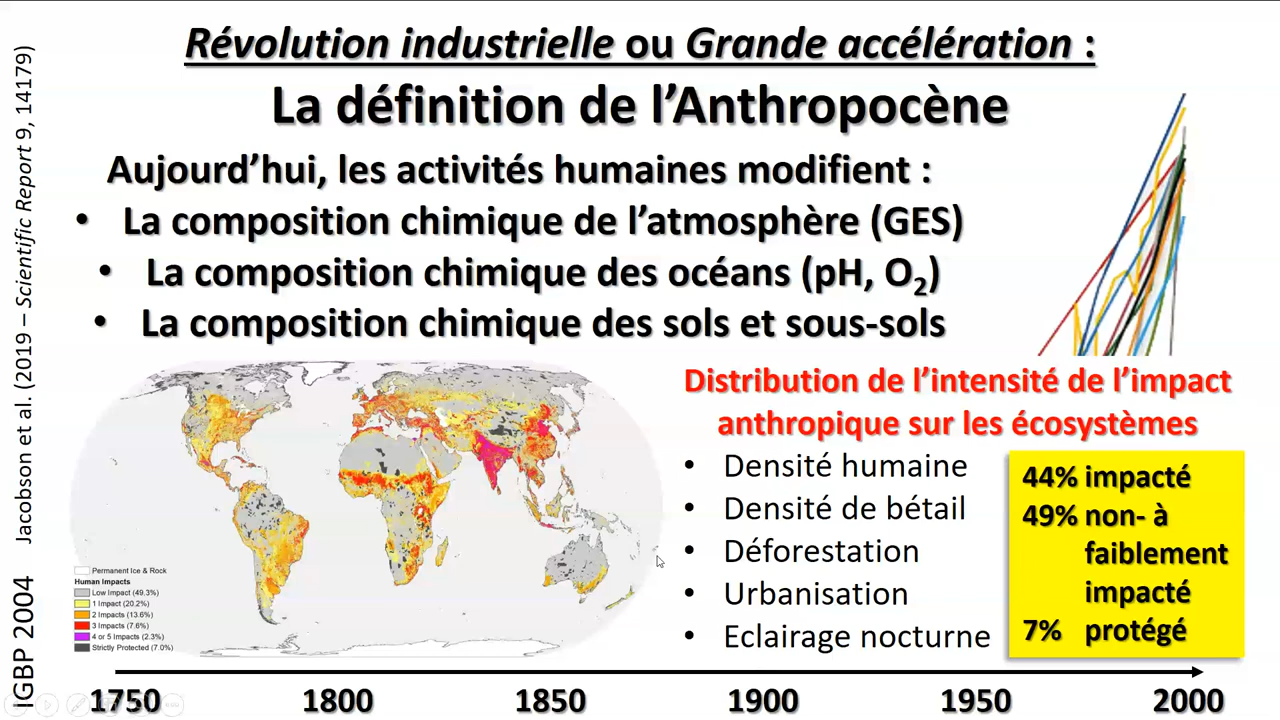 Révolution industrielle ou Grande accélération :
La définition de l’Anthropocène
Aujourd’hui, les activités humaines modifient :
• La composition chimique de l’atmosphère (GES)
• La composition chimique des océans (pH, O₂)
• La composition chimique des sols et sous-sols
IGBP 2004 Jacobson et al. (2019 – Scientific Report 9, 14179)
Permanent Ice & Rock
Human Impacts
Low Impact (49.3%)
1 Impact (20.2%)
2 Impacts (13.6%)
3 Impacts (7.6%)
4 or 5 Impacts (2.3%)
Strictly Protected (7.0%)
Distribution de l’intensité de l’impact
anthropique sur les écosystèmes
• Densité humaine
• Densité de bétail
• Déforestation
• Urbanisation
• Eclairage nocturne
44% impacté
49% non- à
faiblement
impacté
7% protégé
1750 1800 1850 1900 1950 2000